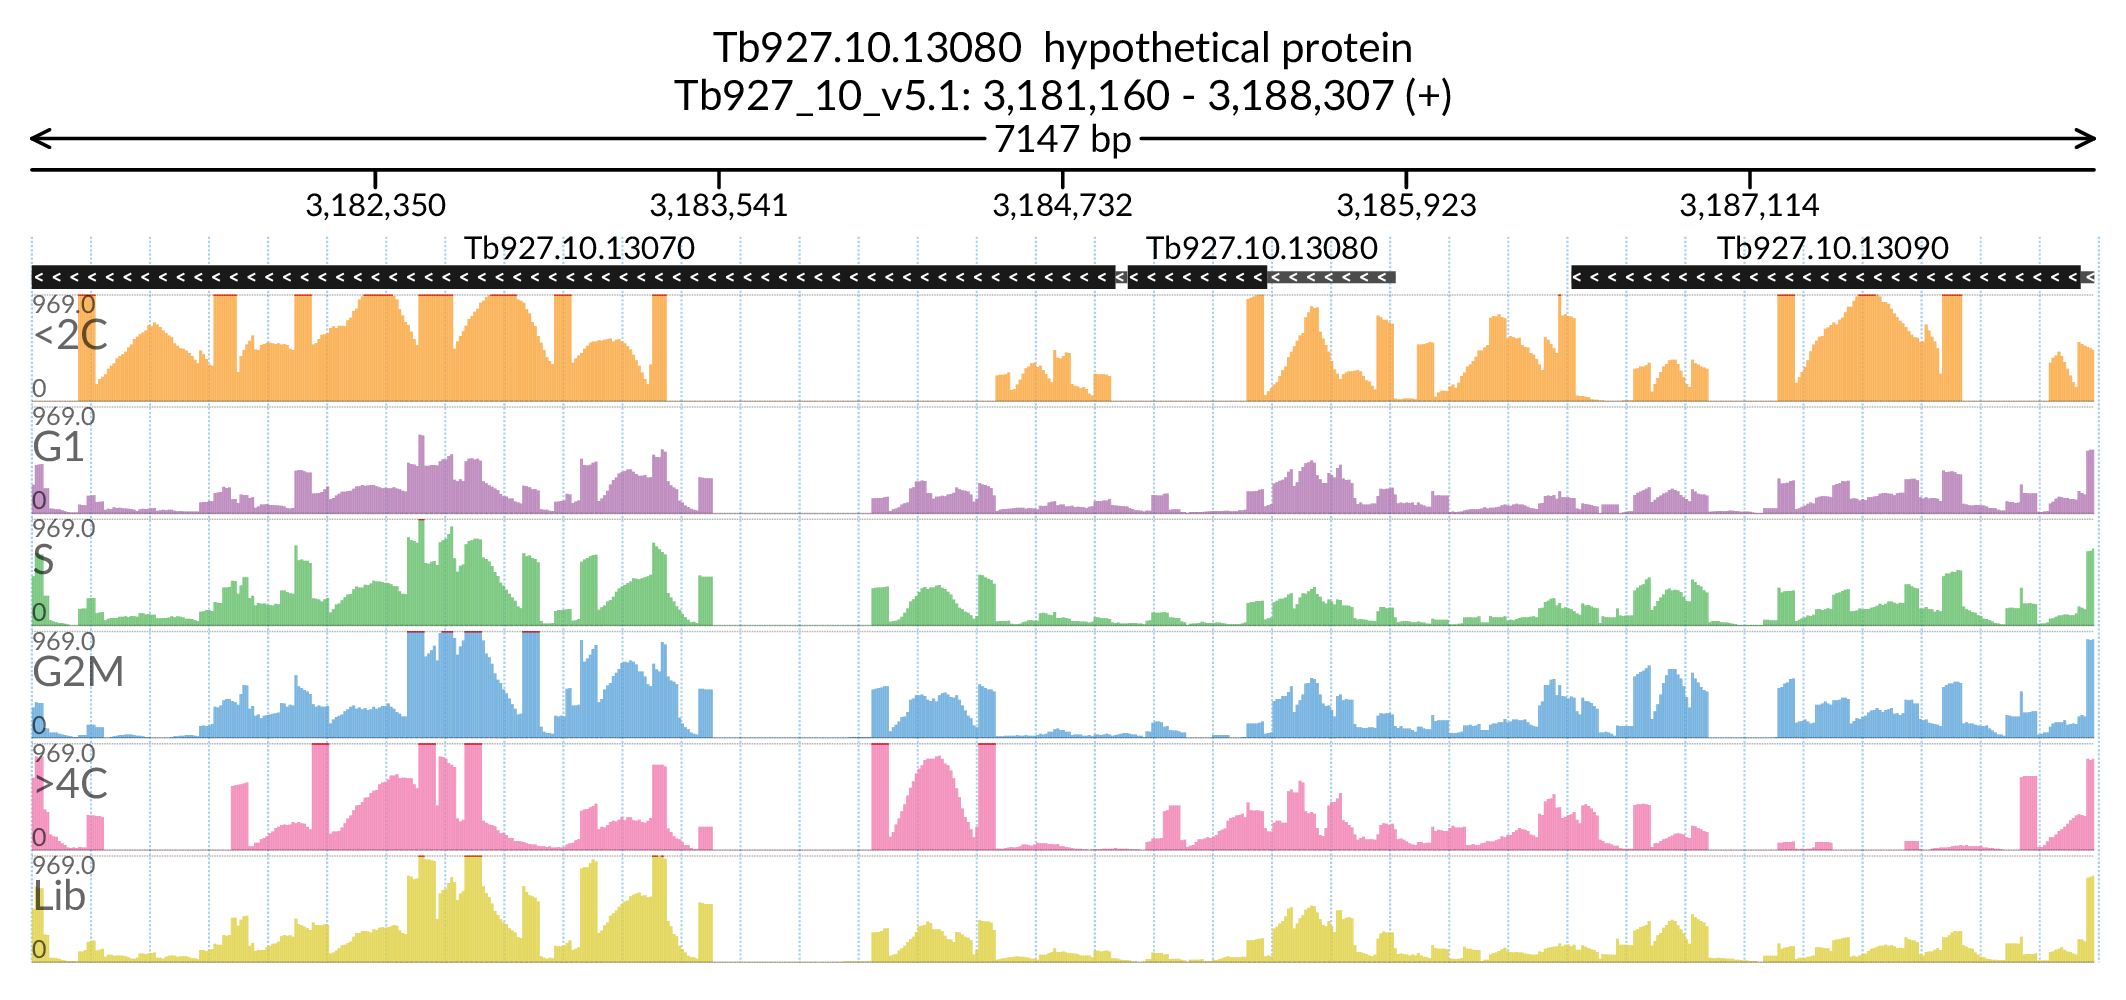 Tb927.10.13080 hypothetical protein
Tb927_10_v5.1: 3,181,160 - 3,188,307 (+)
7147 bp
3,182,350 3,183,541 3,184,732 3,185,923 3,187,114
Tb927.10.13070 Tb927.10.13080 Tb927.10.13090
969.0
<2C
0
969.0
G1
0
969.0
S
0
969.0
G2M
0
969.0
>4C
0
969.0
Lib
0